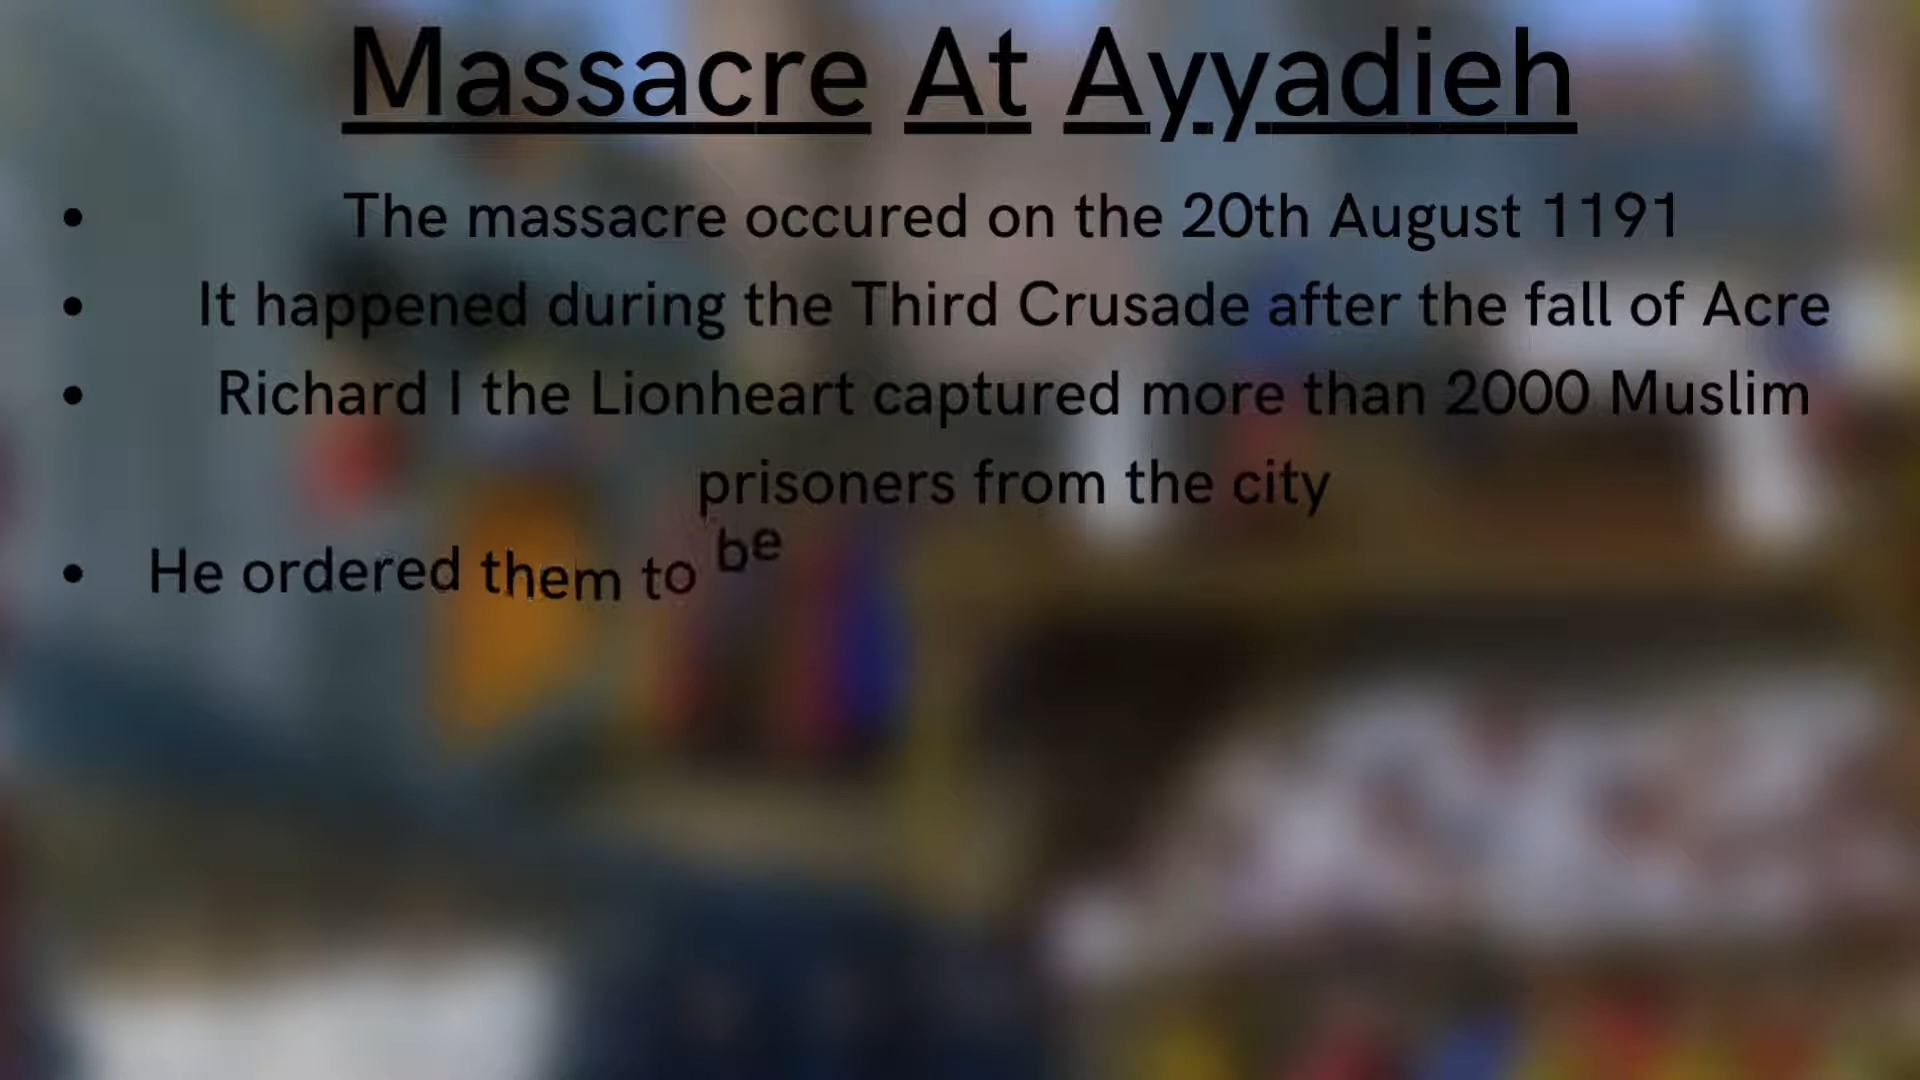 Massacre At Ayyadieh
• The massacre occured on the 20th August 1191
• It happened during the Third Crusade after the fall of Acre
• Richard I the Lionheart captured more than 2000 Muslim
prisoners from the city
• He ordered them to be